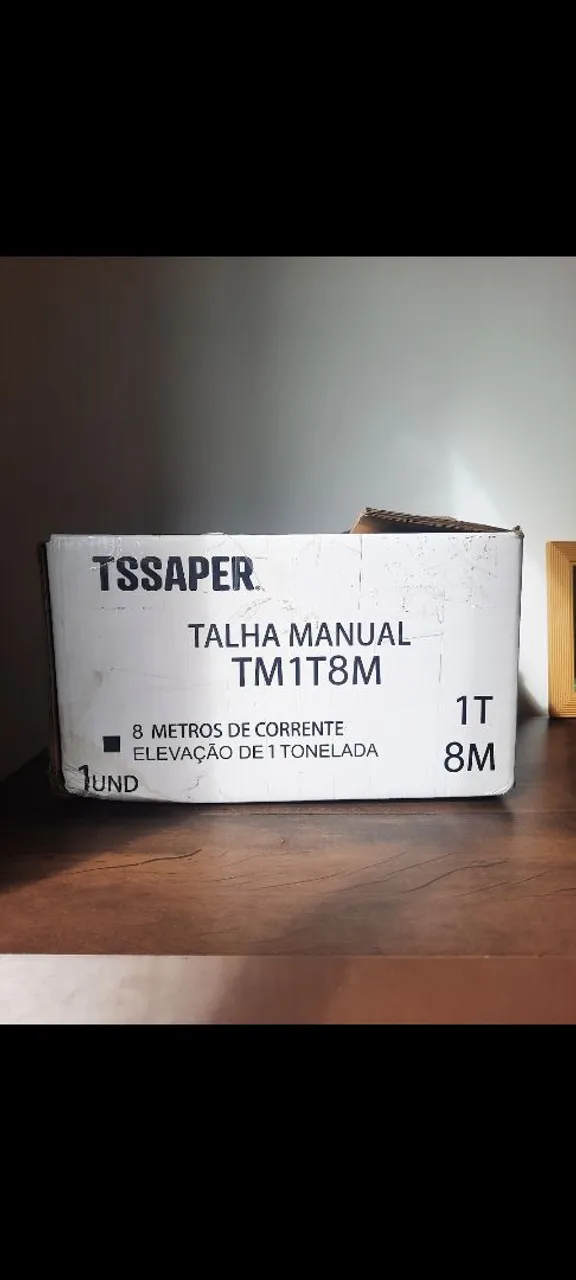 TSSAPER
TALHA MANUAL
TM1T8M
8 METROS DE CORRENTE
ELEVAÇÃO DE 1 TONELADA
1UND
1T
8M